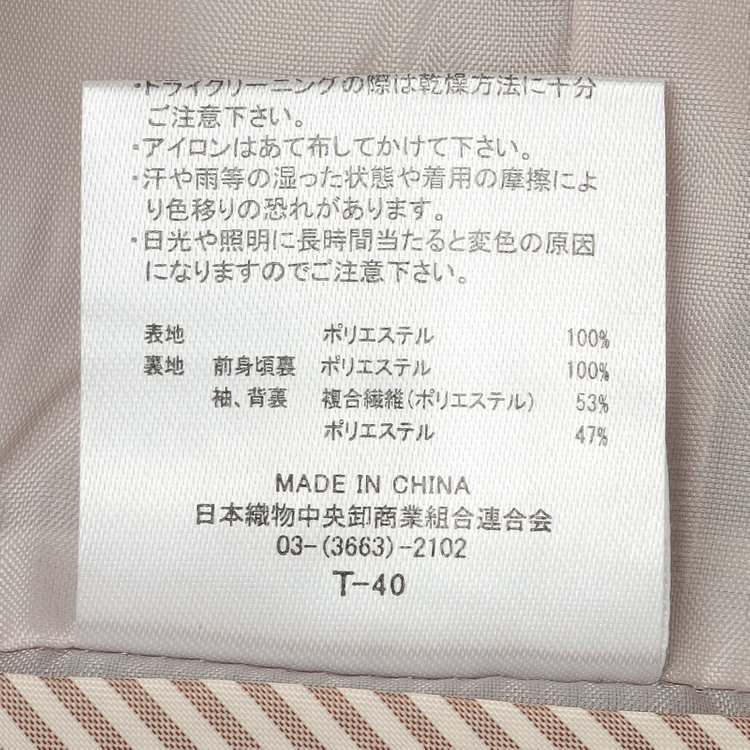 ・ドライクリーニングの際は乾燥方法に十分
ご注意下さい。
・アイロンはあて布してかけて下さい。
・汗や雨等の湿った状態や着用の摩擦によ
り色移りの恐れがあります。
・日光や照明に長時間当たると変色の原因
になりますのでご注意下さい。
表地 ポリエステル 100%
裏地 前身頃裏 ポリエステル 100%
袖、背裏 複合繊維(ポリエステル) 53%
ポリエステル 47%
MADE IN CHINA
日本織物中央卸商業組合連合会
03-(3663)-2102
T-40